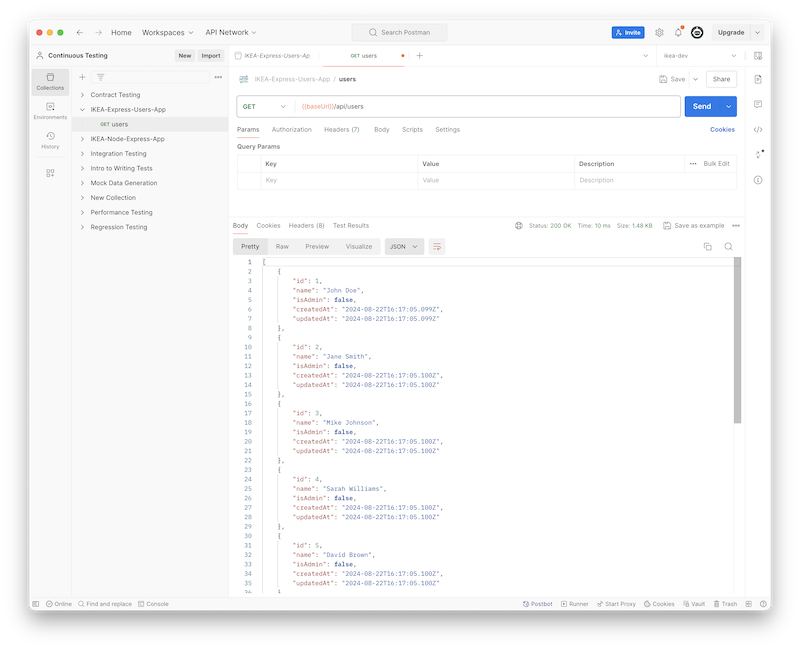 Home Workspaces API Network Search Postman Invite Upgrade
Continuous Testing New Import IKEA-Express-Users-Ap GET users ikea-dev
Collections
Environments
History
Contract Testing
IKEA-Express-Users-App
GET users
IKEA-Node-Express-App
Integration Testing
Intro to Writing Tests
Mock Data Generation
New Collection
Performance Testing
Regression Testing
IKEA-Express-Users-App / users Save Share
GET {{baseUrl}}/api/users Send
Params Authorization Headers (7) Body Scripts Settings Cookies
Query Params
Key Value Description Bulk Edit
Key Value Description
Body Cookies Headers (8) Test Results Status: 200 OK Time: 10 ms Size: 1.48 KB Save as example
Pretty Raw Preview Visualize JSON
1 [
2 {
3 "id": 1,
4 "name": "John Doe",
5 "isAdmin": false,
6 "createdAt": "2024-08-22T16:17:05.099Z",
7 "updatedAt": "2024-08-22T16:17:05.099Z"
8 },
9 {
10 "id": 2,
11 "name": "Jane Smith",
12 "isAdmin": false,
13 "createdAt": "2024-08-22T16:17:05.100Z",
14 "updatedAt": "2024-08-22T16:17:05.100Z"
15 },
16 {
17 "id": 3,
18 "name": "Mike Johnson",
19 "isAdmin": false,
20 "createdAt": "2024-08-22T16:17:05.100Z",
21 "updatedAt": "2024-08-22T16:17:05.100Z"
22 },
23 {
24 "id": 4,
25 "name": "Sarah Williams",
26 "isAdmin": false,
27 "createdAt": "2024-08-22T16:17:05.100Z",
28 "updatedAt": "2024-08-22T16:17:05.100Z"
29 },
30 {
31 "id": 5,
32 "name": "David Brown",
33 "isAdmin": false,
34 "createdAt": "2024-08-22T16:17:05.100Z",
35 "updatedAt": "2024-08-22T16:17:05.100Z"
36 }
Online Find and replace Console Postbot Runner Start Proxy Cookies Vault Trash